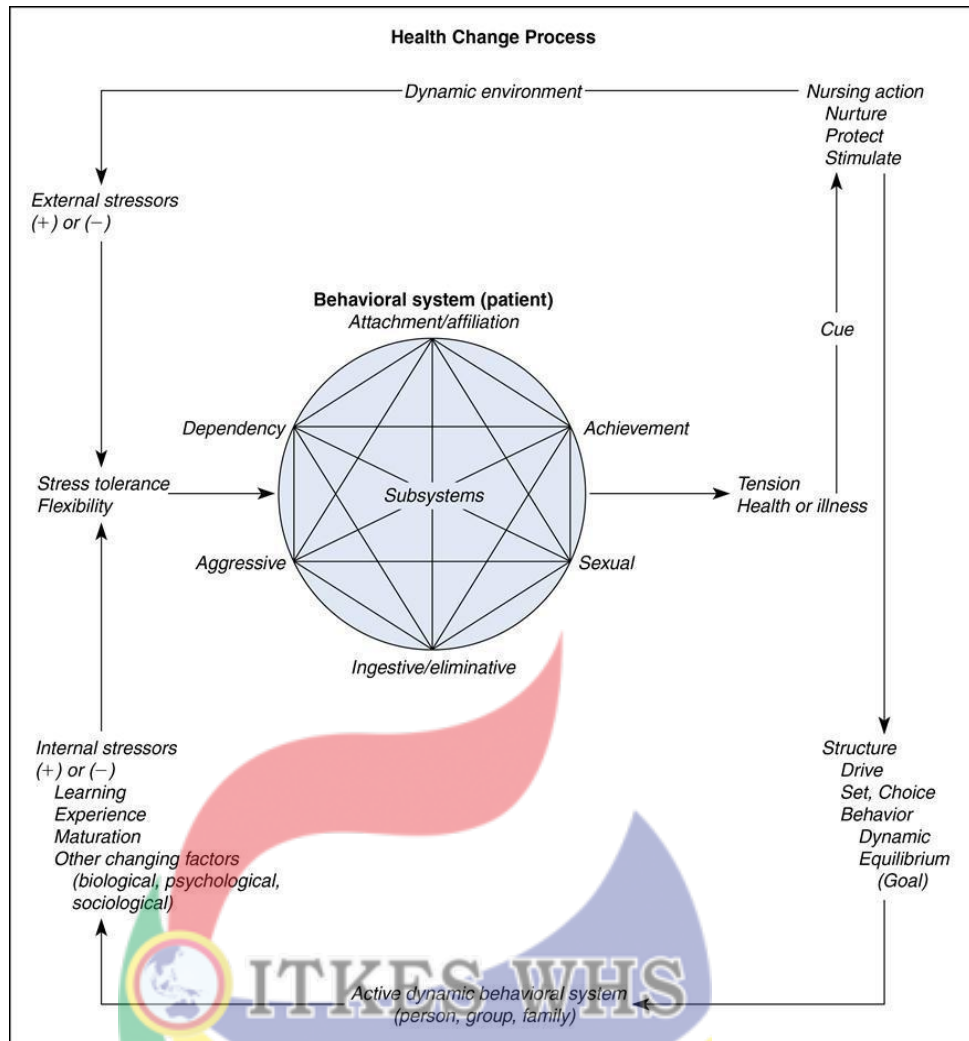 Health Change Process
Dynamic environment
Nursing action
Nurture
Protect
Stimulate
External stressors
(+) or (−)
Behavioral system (patient)
Attachment/affiliation
Cue
Dependency
Achievement
Stress tolerance
Flexibility
Subsystems
Tension
Health or illness
Aggressive
Sexual
Ingestive/eliminative
Internal stressors
(+) or (−)
Learning
Experience
Maturation
Other changing factors
(biological, psychological,
sociological)
Structure
Drive
Set, Choice
Behavior
Dynamic
Equilibrium
(Goal)
ITKES WHS
Active dynamic behavioral system
(person, group, family)